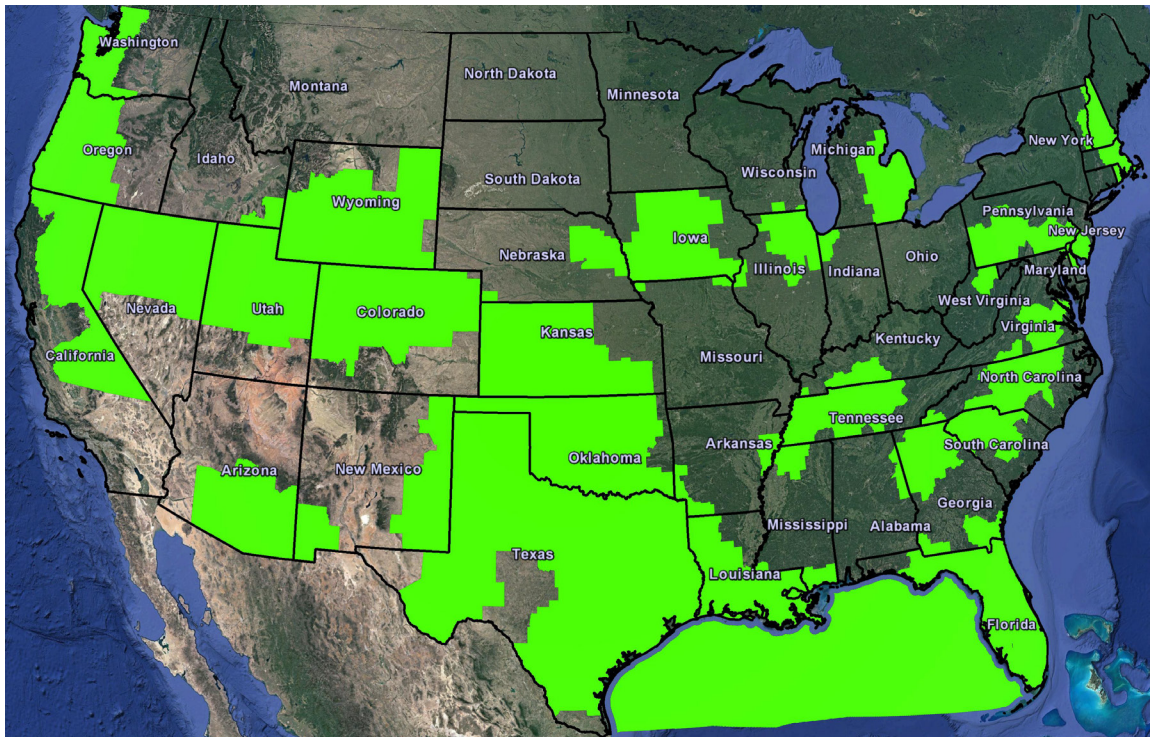 Washington
Montana
North Dakota
Minnesota
Oregon
Idaho
South Dakota
Wisconsin
Michigan
New York
Wyoming
Nebraska
Iowa
Illinois
Indiana
Ohio
Pennsylvania
New Jersey
Maryland
Nevada
Utah
Colorado
Kansas
Missouri
West Virginia
Virginia
Kentucky
California
North Carolina
Tennessee
Arizona
New Mexico
Oklahoma
Arkansas
South Carolina
Georgia
Mississippi
Alabama
Texas
Louisiana
Florida